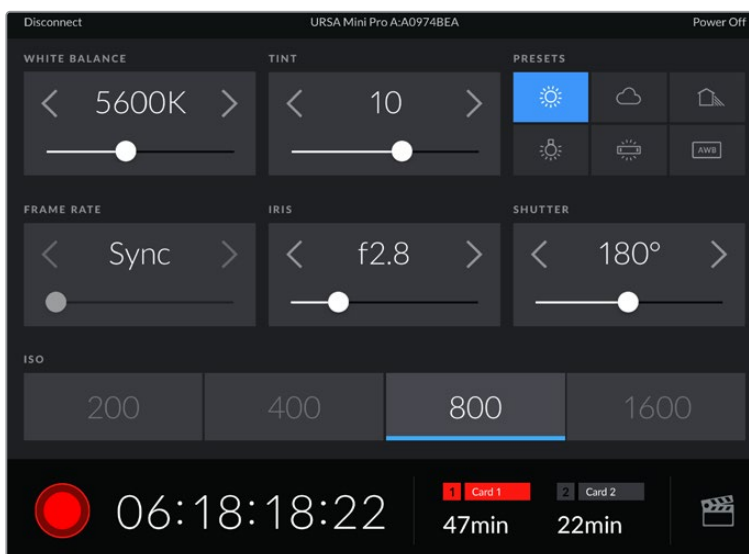 Disconnect URSA Mini Pro A:A0974BEA Power Off
WHITE BALANCE TINT PRESETS
5600K 10
AWB
FRAME RATE IRIS SHUTTER
Sync f2.8 180°
ISO
200 400 800 1600
06:18:18:22
1 Card 1 2 Card 2
47min 22min